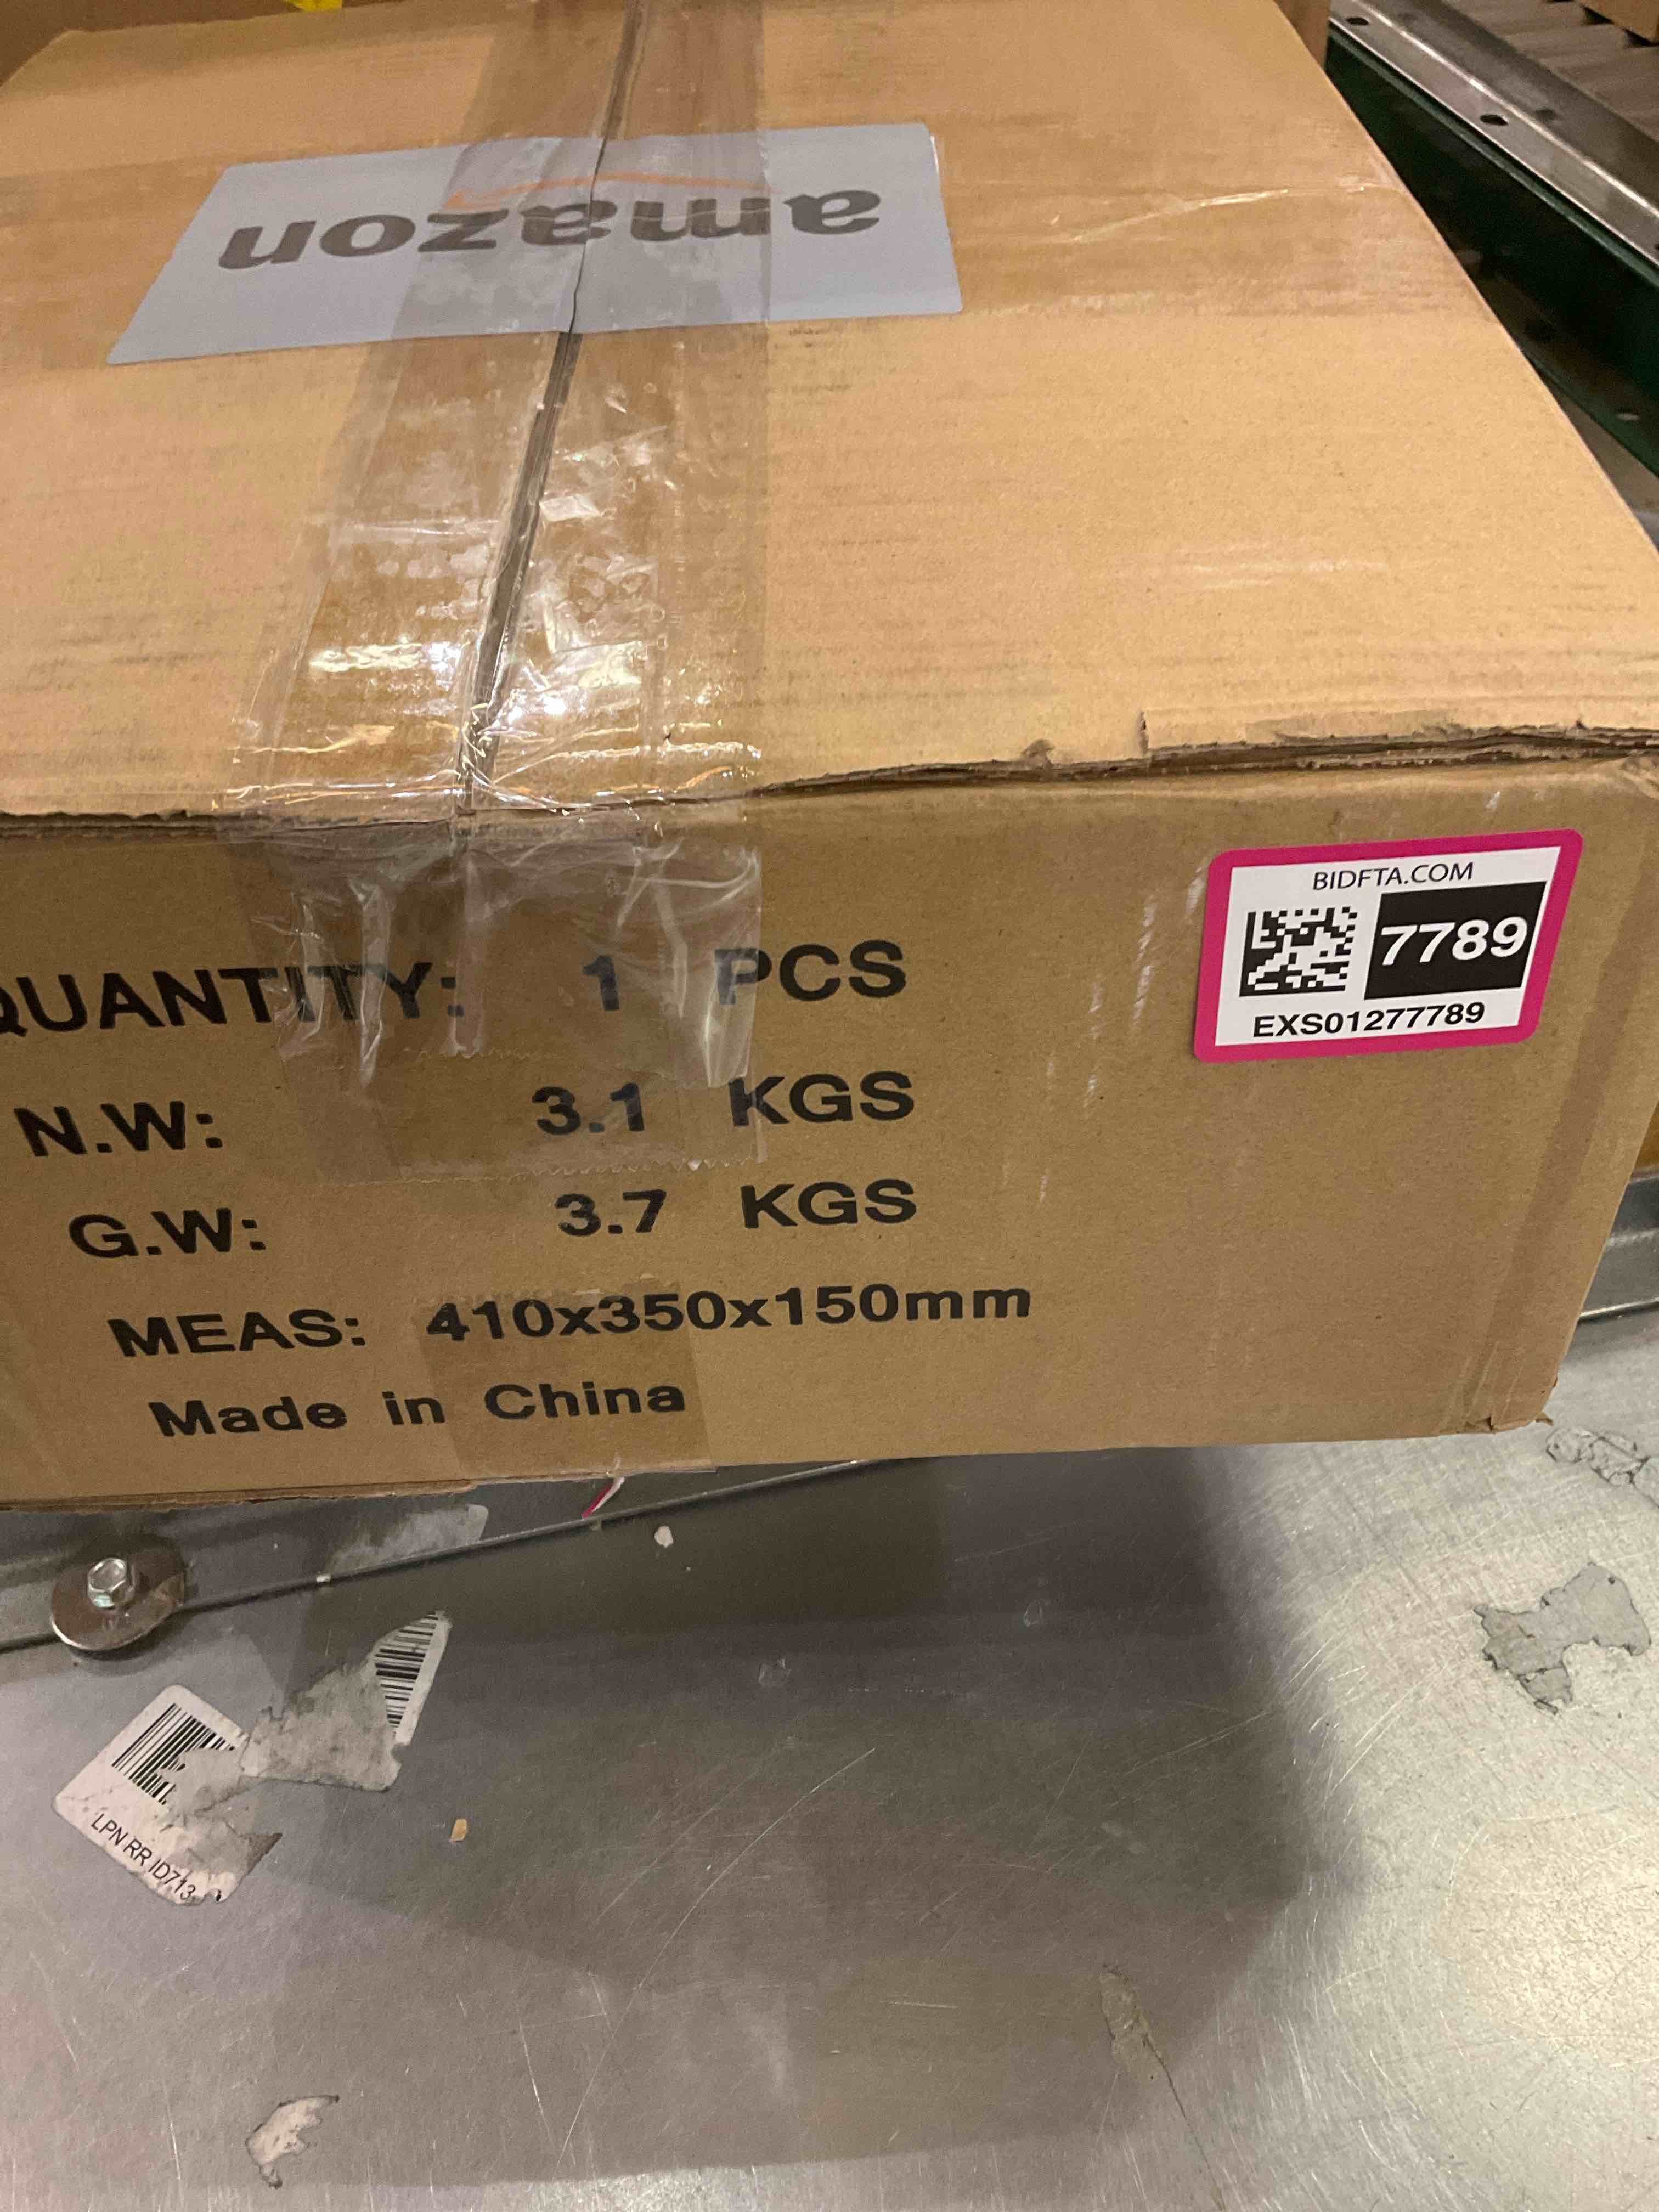 amazon
BIDFTA.COM
7789
EXS01277789
QUANTITY: 1 PCS
N.W: 3.1 KGS
G.W: 3.7 KGS
MEAS: 410x350x150mm
Made in China
LPN RR ID713